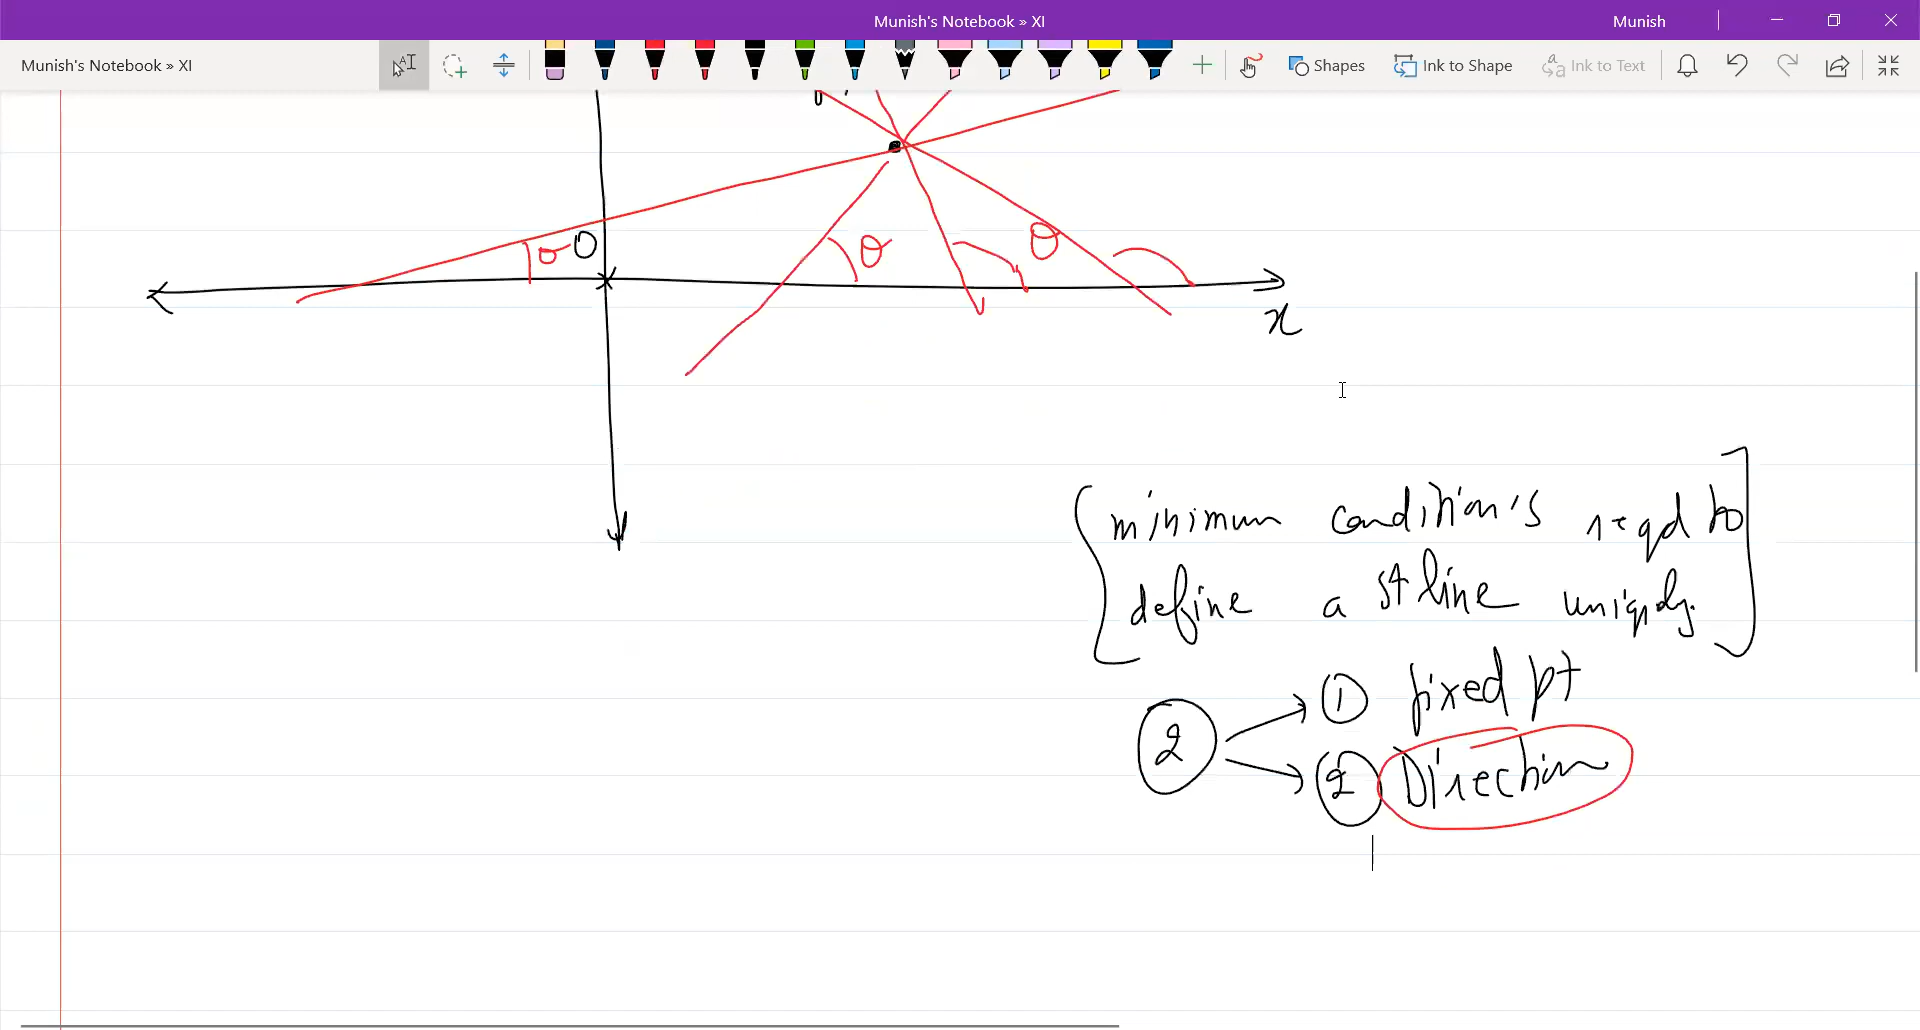 Munish's Notebook » XI
Munish
Munish's Notebook » XI
Shapes
Ink to Shape
Ink to Text
θ O
θ
θ
x
minimum condition's reqd to
define a st line uniqely.
2
① fixed pt
② Direction